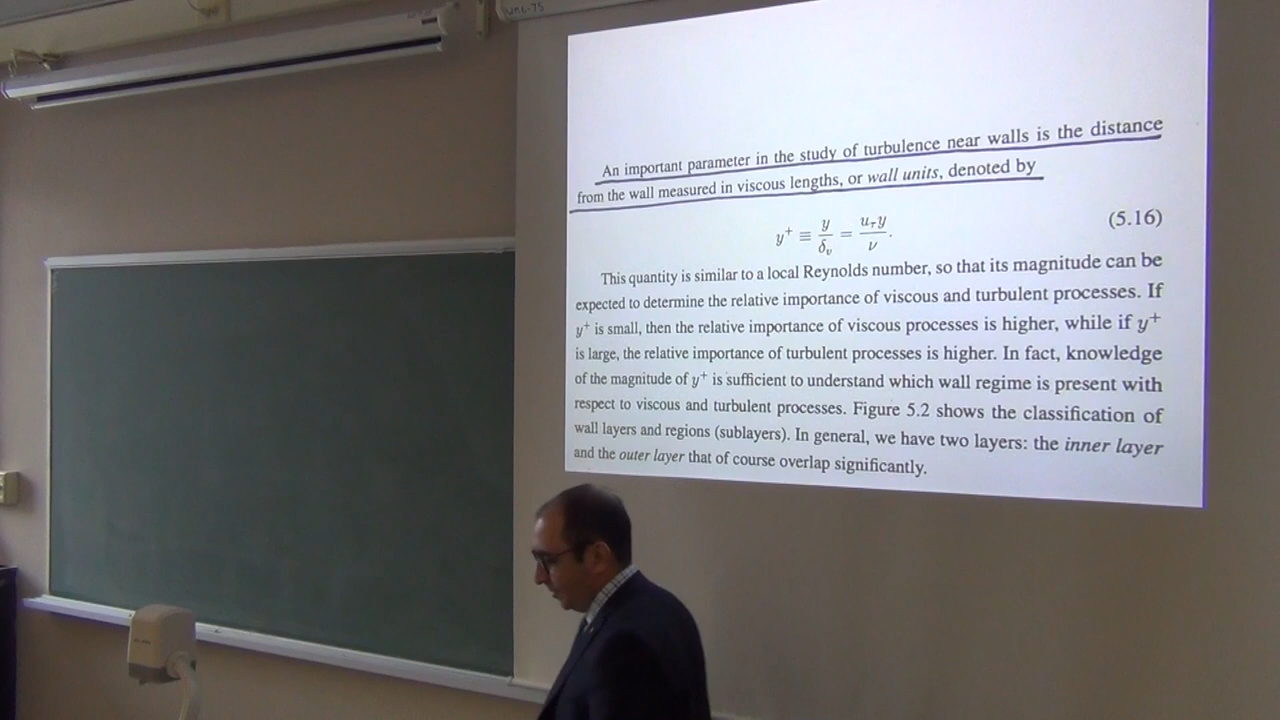 An important parameter in the study of turbulence near walls is the distance
from the wall measured in viscous lengths, or wall units, denoted by
y⁺ ≡ y/δᵥ = u_τ y/ν. (5.16)
This quantity is similar to a local Reynolds number, so that its magnitude can be
expected to determine the relative importance of viscous and turbulent processes. If
y⁺ is small, then the relative importance of viscous processes is higher, while if y⁺
is large, the relative importance of turbulent processes is higher. In fact, knowledge
of the magnitude of y⁺ is sufficient to understand which wall regime is present with
respect to viscous and turbulent processes. Figure 5.2 shows the classification of
wall layers and regions (sublayers). In general, we have two layers: the inner layer
and the outer layer that of course overlap significantly.